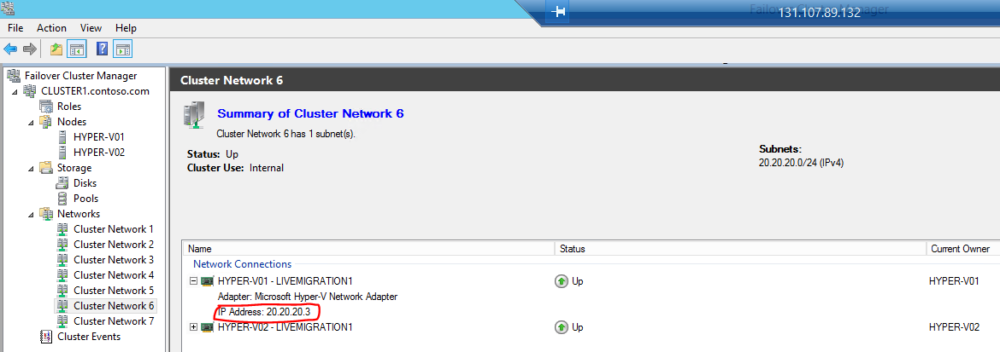 Failover Cluster Manager
131.107.89.132
File Action View Help
Failover Cluster Manager
CLUSTER1.contoso.com
Roles
Nodes
HYPER-V01
HYPER-V02
Storage
Disks
Pools
Networks
Cluster Network 1
Cluster Network 2
Cluster Network 3
Cluster Network 4
Cluster Network 5
Cluster Network 6
Cluster Network 7
Cluster Events
Cluster Network 6
Summary of Cluster Network 6
Cluster Network 6 has 1 subnet(s).
Status: Up
Cluster Use: Internal
Subnets:
20.20.20.0/24 (IPv4)
Name Status Current Owner
Network Connections
HYPER-V01 - LIVEMIGRATION1 Up HYPER-V01
Adapter: Microsoft Hyper-V Network Adapter
IP Address: 20.20.20.3
HYPER-V02 - LIVEMIGRATION1 Up HYPER-V02